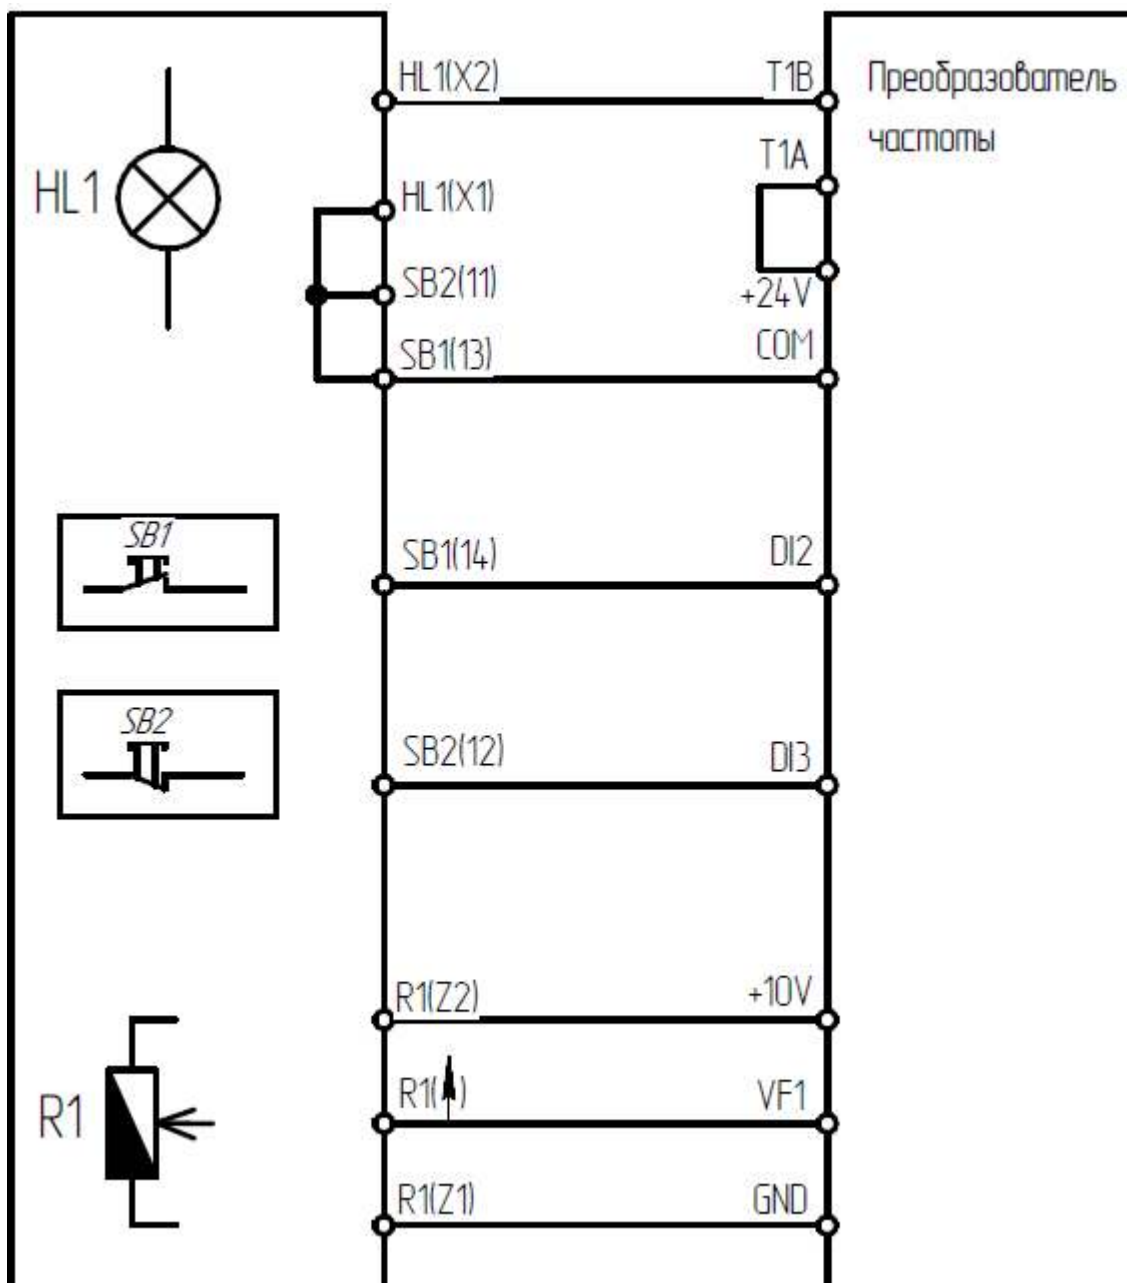 HL1(X2)
T1B
Преобразователь
частоты
T1A
HL1
HL1(X1)
SB2(11)
+24V
SB1(13)
COM
SB1
SB1(14)
DI2
SB2
SB2(12)
DI3
R1(Z2)
+10V
R1
R1( )
VF1
R1(Z1)
GND